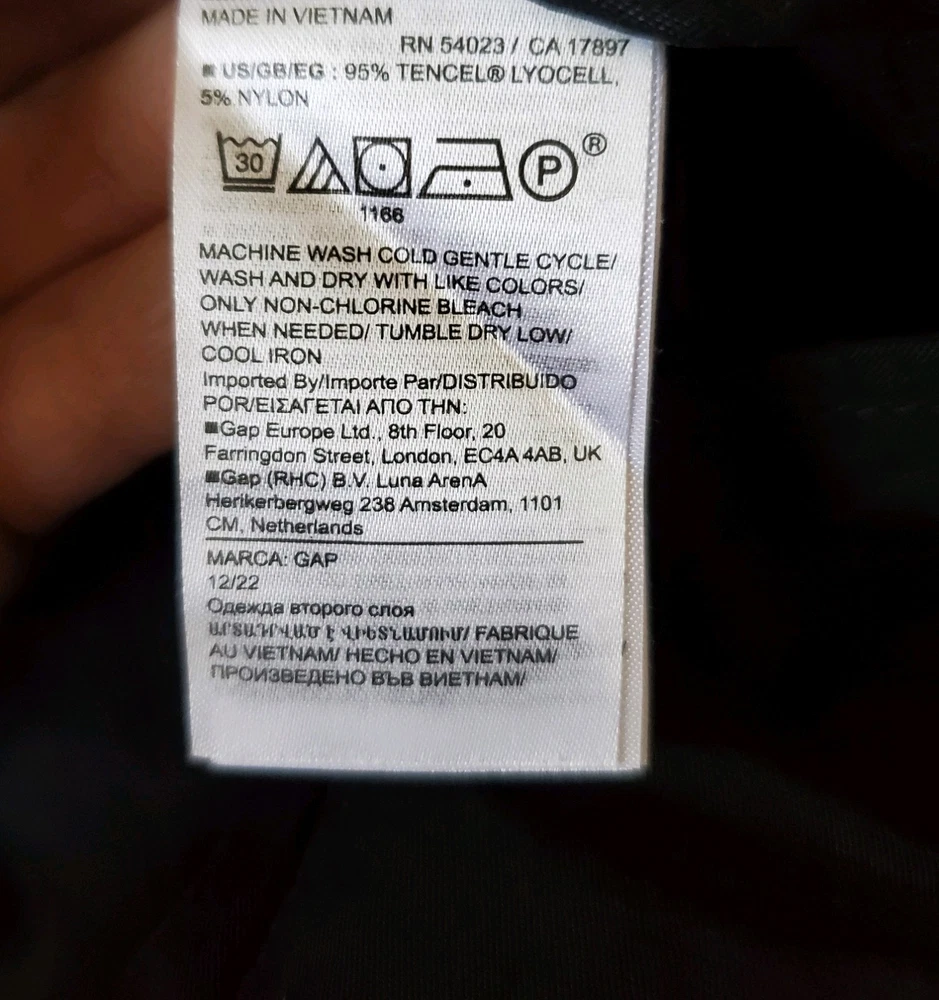 MADE IN VIETNAM
RN 54023 / CA 17897
■ US/GB/EG : 95% TENCEL® LYOCELL,
5% NYLON
30 P ®
1166
MACHINE WASH COLD GENTLE CYCLE/
WASH AND DRY WITH LIKE COLORS/
ONLY NON-CHLORINE BLEACH
WHEN NEEDED/ TUMBLE DRY LOW/
COOL IRON
Imported By/Importe Par/DISTRIBUIDO
POR/ΕΙΣΑΓΕΤΑΙ ΑΠΟ ΤΗΝ:
■Gap Europe Ltd., 8th Floor, 20
Farringdon Street, London, EC4A 4AB, UK
■Gap (RHC) B.V. Luna ArenA
Herikerbergweg 238 Amsterdam, 1101
CM, Netherlands
MARCA: GAP
12/22
Одежда второго слоя
ԱՐՏԱԴՐՎԱԾ Է ՎԻԵՏՆԱՄՈՒՄ/ FABRIQUE
AU VIETNAM/ HECHO EN VIETNAM/
ПРОИЗВЕДЕНО ВЪВ ВИЕТНАМ/